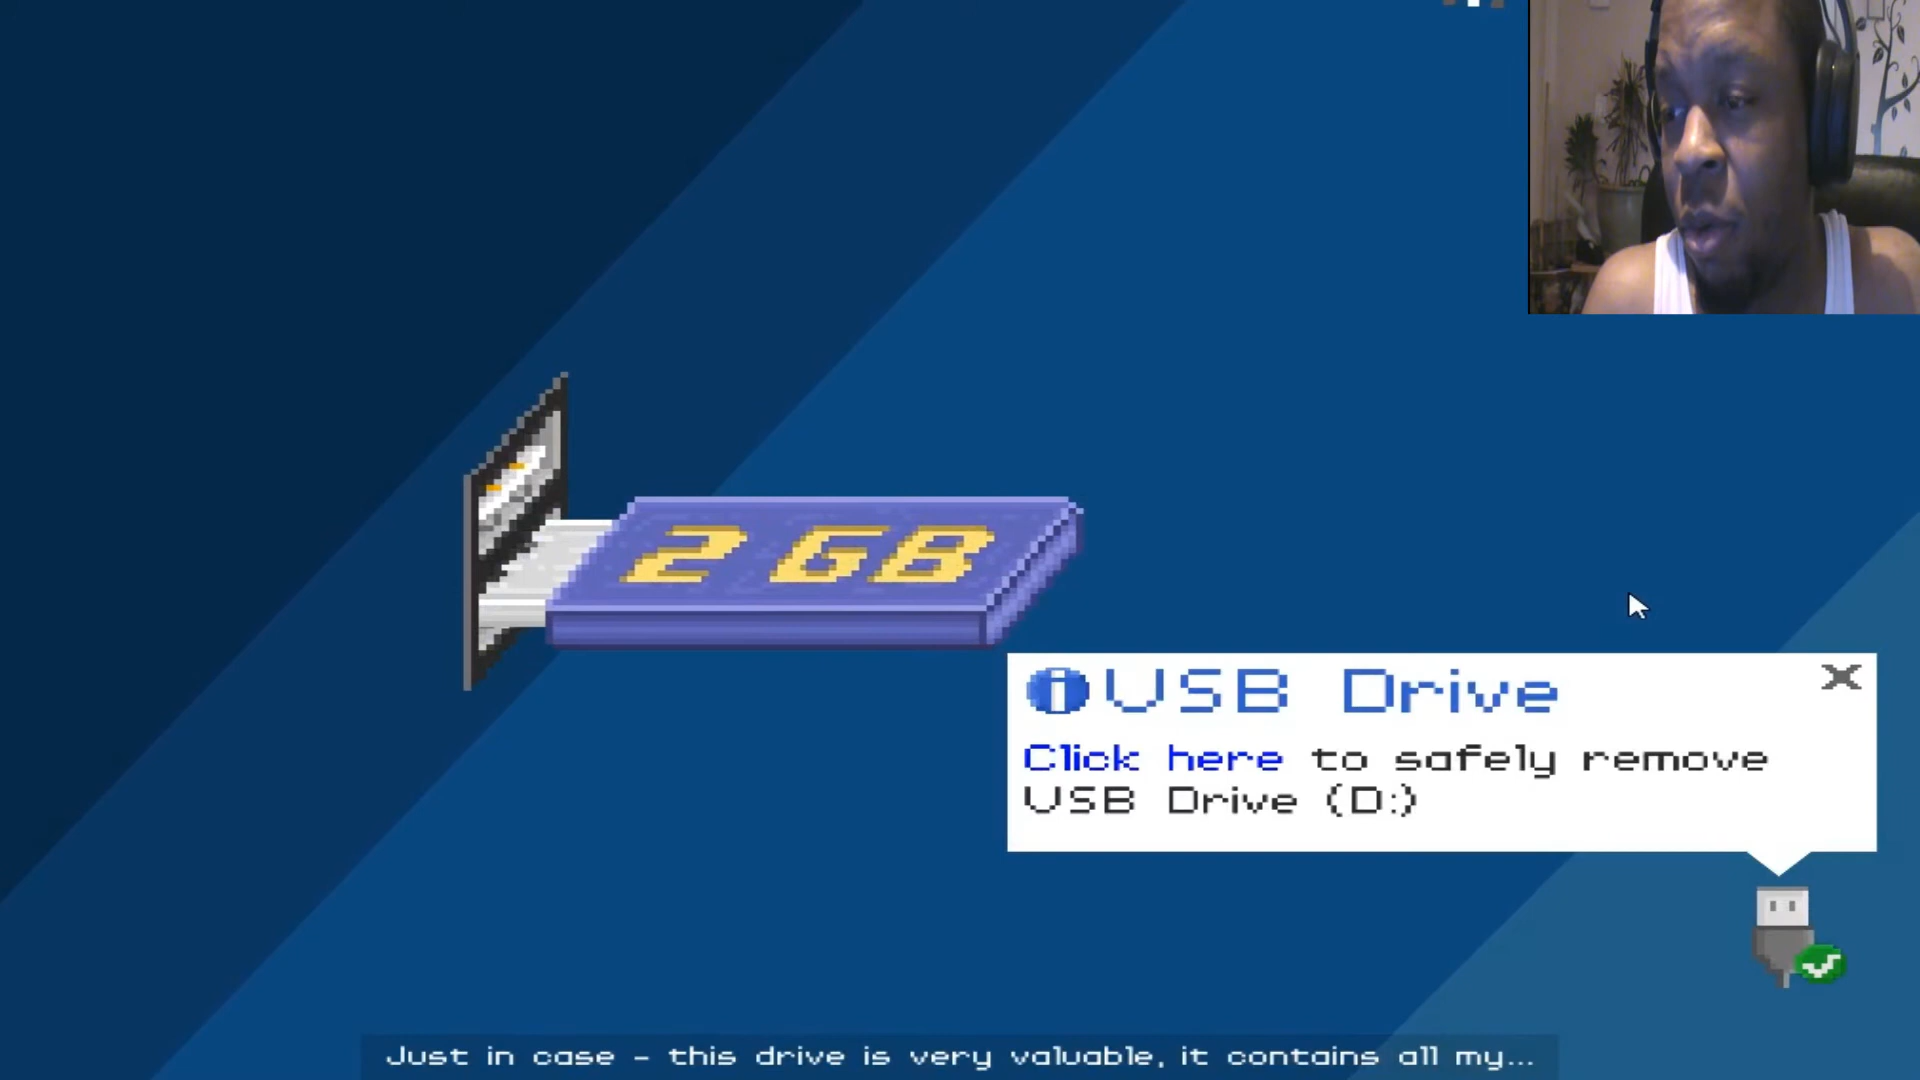 2 GB
USB Drive
Click here to safely remove
USB Drive (D:)
Just in case - this drive is very valuable, it contains all my...